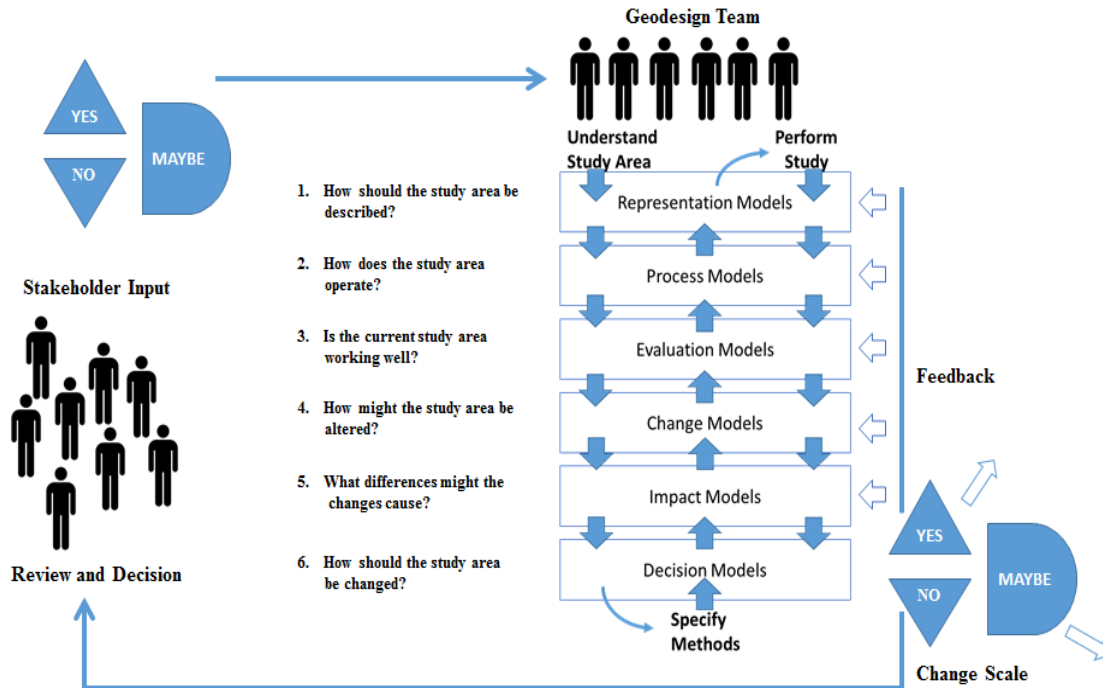 Geodesign Team
YES
NO
MAYBE
Understand
Study Area
Perform
Study
Stakeholder Input
1. How should the study area be
described?
2. How does the study area
operate?
3. Is the current study area
working well?
4. How might the study area be
altered?
5. What differences might the
changes cause?
6. How should the study area
be changed?
Representation Models
Process Models
Evaluation Models
Change Models
Impact Models
Decision Models
Specify
Methods
Feedback
YES
NO
MAYBE
Change Scale
Review and Decision